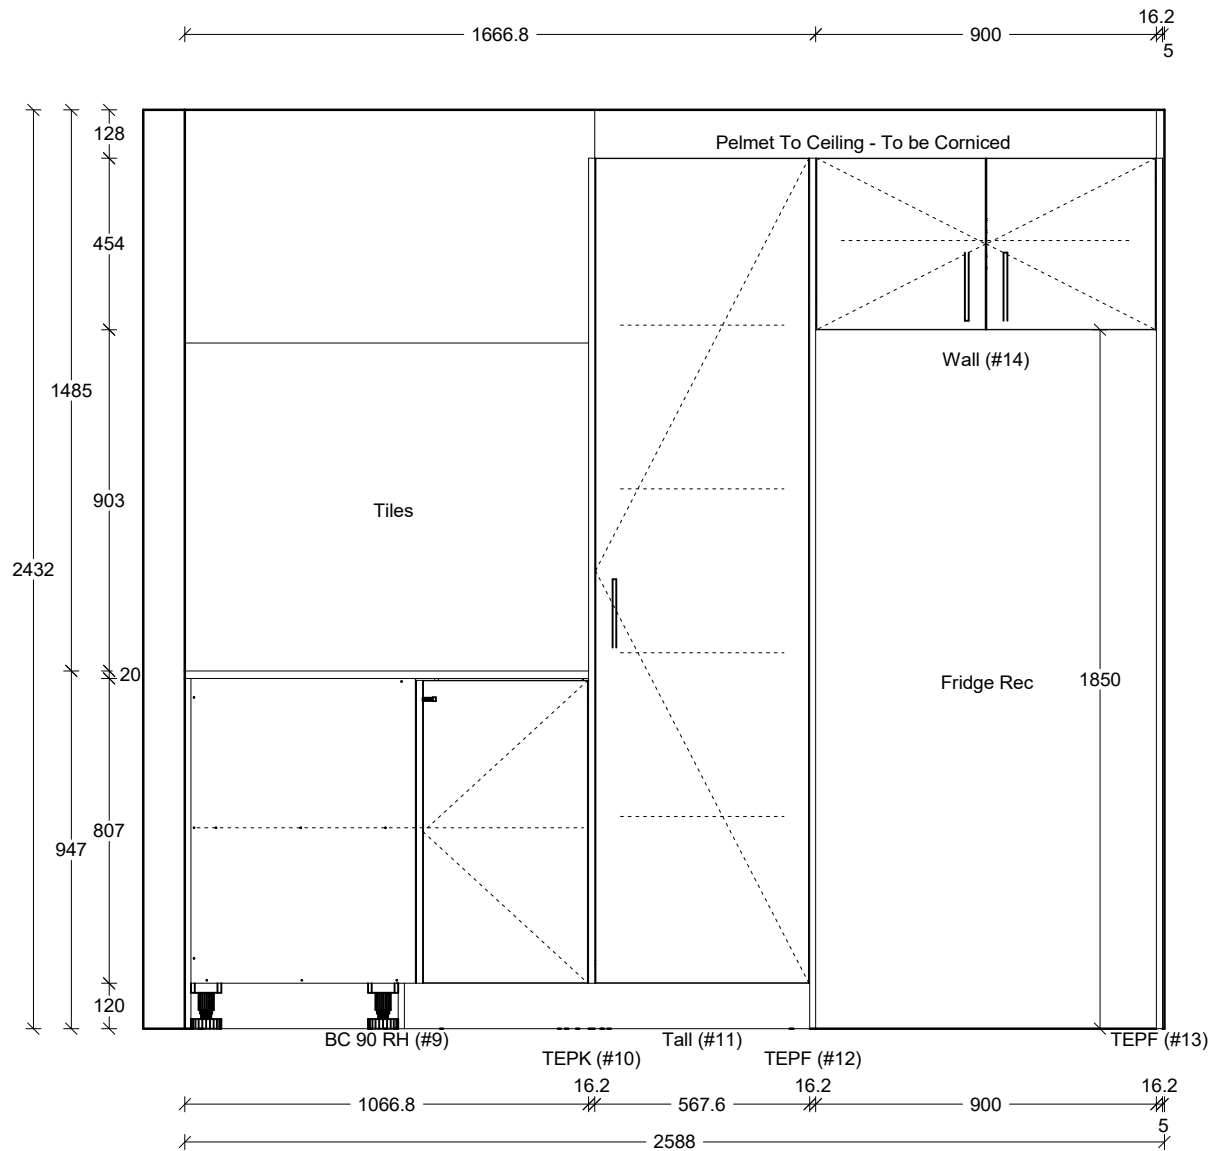 16.2
1666.8
900
5
128
Pelmet To Ceiling - To be Corniced
454
Wall (#14)
1485
903
Tiles
2432
20
Fridge Rec
1850
807
947
120
BC 90 RH (#9)
Tall (#11)
TEPF (#13)
TEPK (#10)
TEPF (#12)
16.2
16.2
16.2
1066.8
567.6
900
5
2588